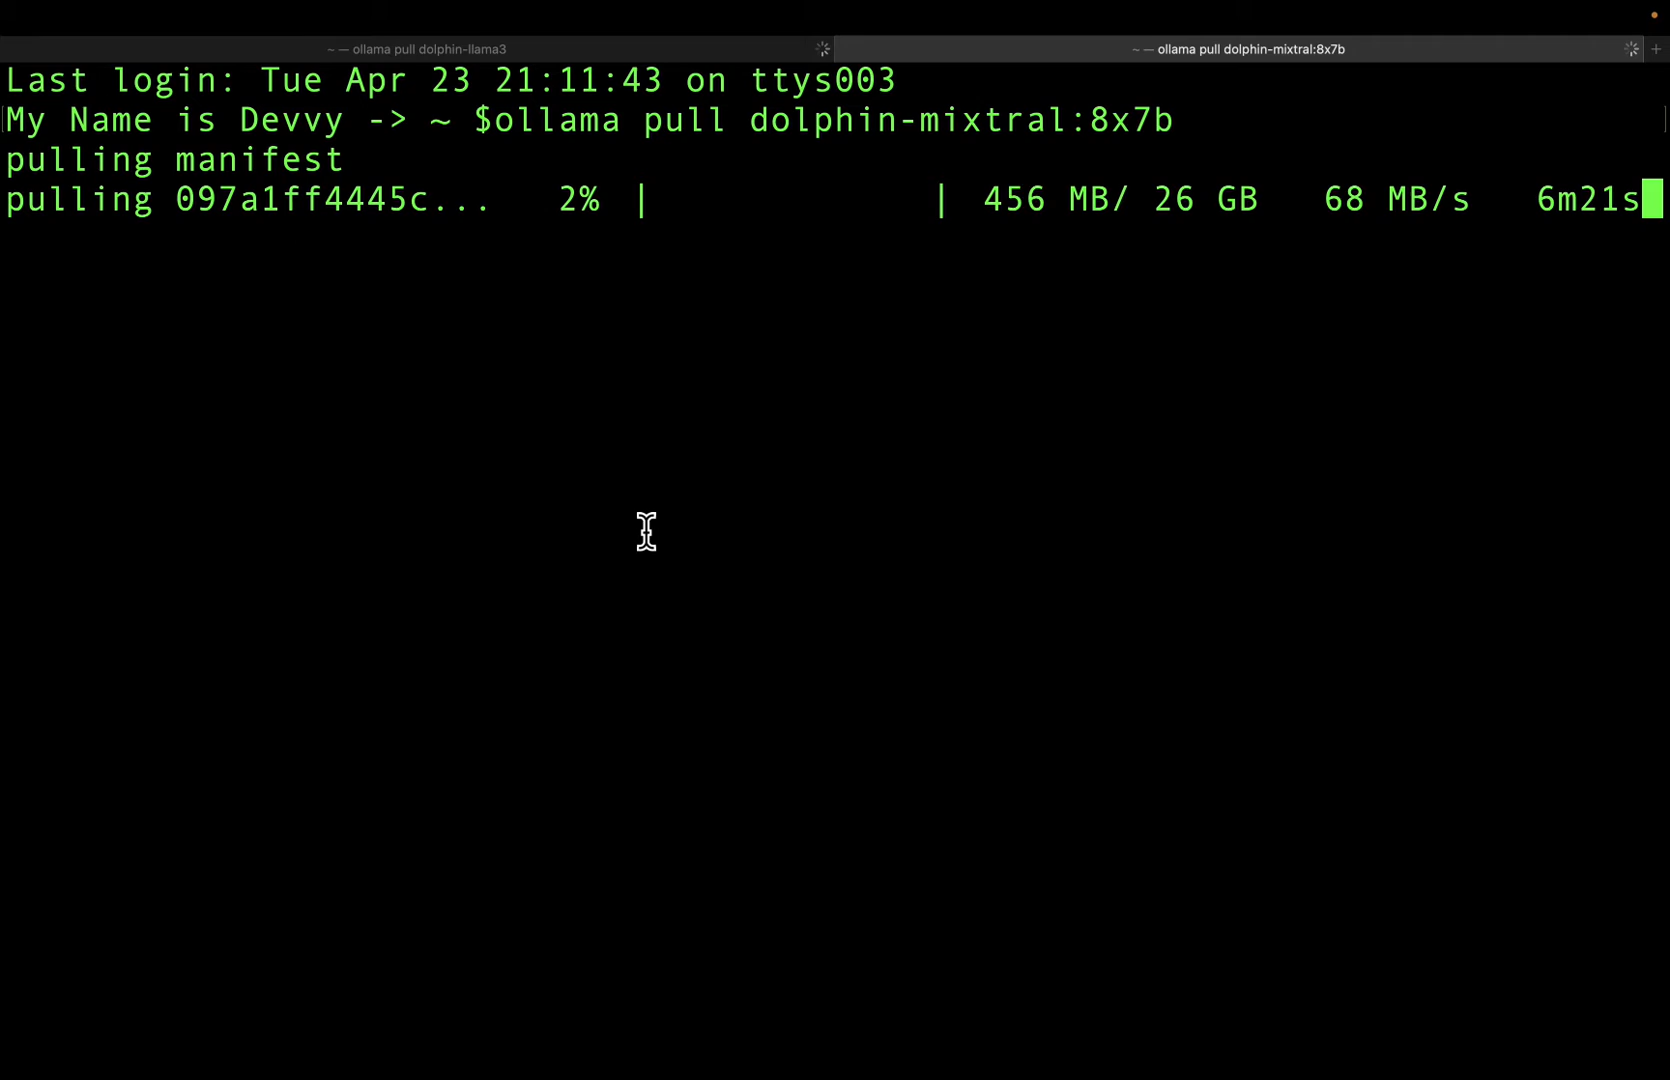 ~ — ollama pull dolphin-llama3
~ — ollama pull dolphin-mixtral:8x7b
+
Last login: Tue Apr 23 21:11:43 on ttys003
My Name is Devvy -> ~ $ollama pull dolphin-mixtral:8x7b
pulling manifest
pulling 097a1ff4445c...   2% |              | 456 MB/ 26 GB   68 MB/s   6m21s